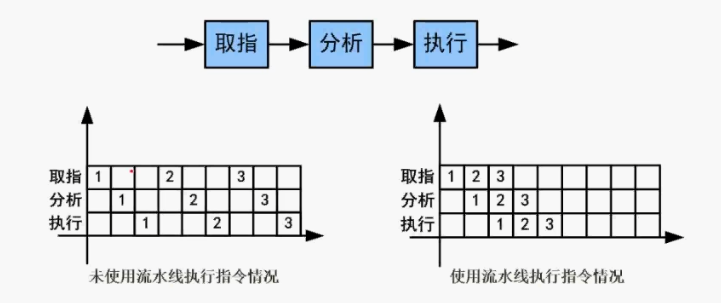 取指 分析 执行
取指 1 2 3
分析 1 2 3
执行 1 2 3
未使用流水线执行指令情况
取指 1 2 3
分析 1 2 3
执行 1 2 3
使用流水线执行指令情况